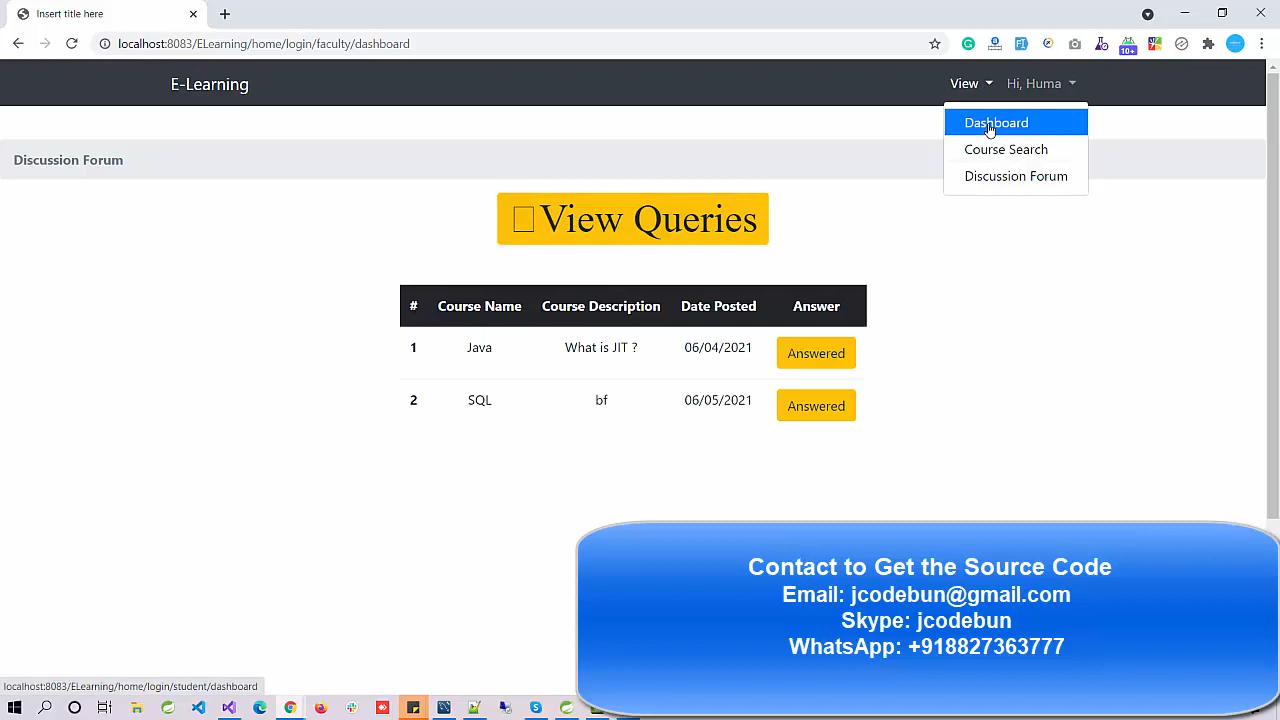 Insert title here
localhost:8083/ELearning/home/login/faculty/dashboard
10+
E-Learning
View
Hi, Huma
Dashboard
Course Search
Discussion Forum
Discussion Forum
View Queries
# Course Name Course Description Date Posted Answer
1 Java What is JIT ? 06/04/2021 Answered
2 SQL bf 06/05/2021 Answered
Contact to Get the Source Code
Email: jcodebun@gmail.com
Skype: jcodebun
WhatsApp: +918827363777
localhost:8083/ELearning/home/login/student/dashboard